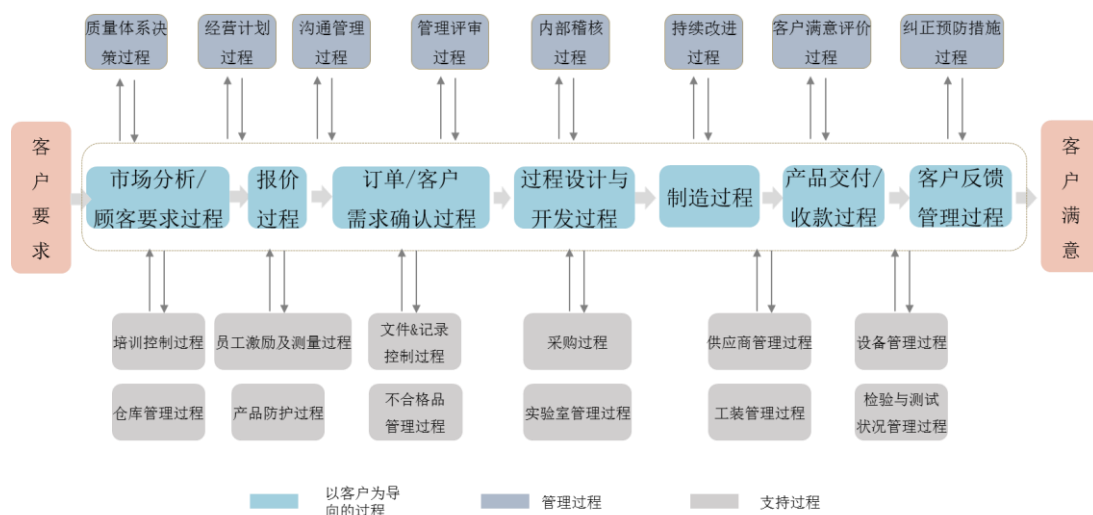 质量体系决
策过程
经营计划
过程
沟通管理
过程
管理评审
过程
内部稽核
过程
持续改进
过程
客户满意评价
过程
纠正预防措施
过程
客
户
要
求
市场分析/
顾客要求过程
报价
过程
订单/客户
需求确认过程
过程设计与
开发过程
制造过程
产品交付/
收款过程
客户反馈
管理过程
客
户
满
意
培训控制过程
员工激励及测量过程
文件&记录
控制过程
采购过程
供应商管理过程
设备管理过程
仓库管理过程
产品防护过程
不合格品
管理过程
实验室管理过程
工装管理过程
检验与测试
状况管理过程
以客户为导
向的过程
管理过程
支持过程